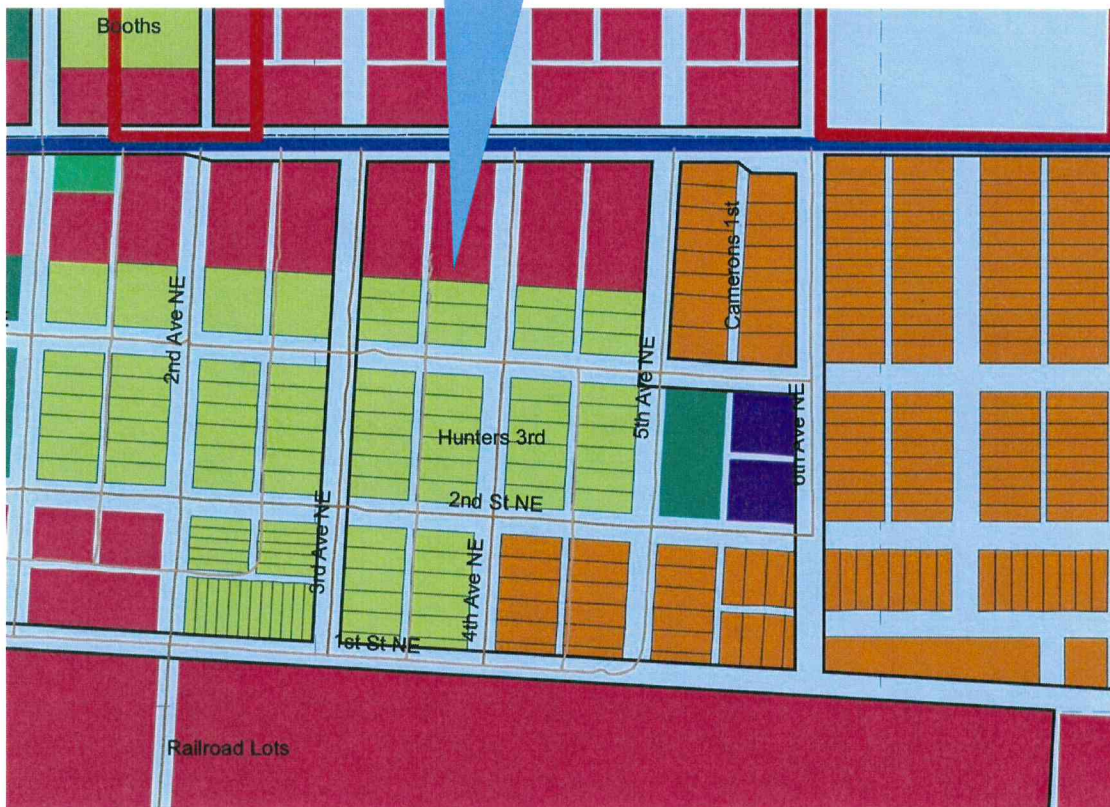 Booths
Camerons 1st
2nd Ave NE
5th Ave NE
6th Ave NE
Hunters 3rd
2nd St NE
3rd Ave NE
4th Ave NE
1st St NE
Railroad Lots